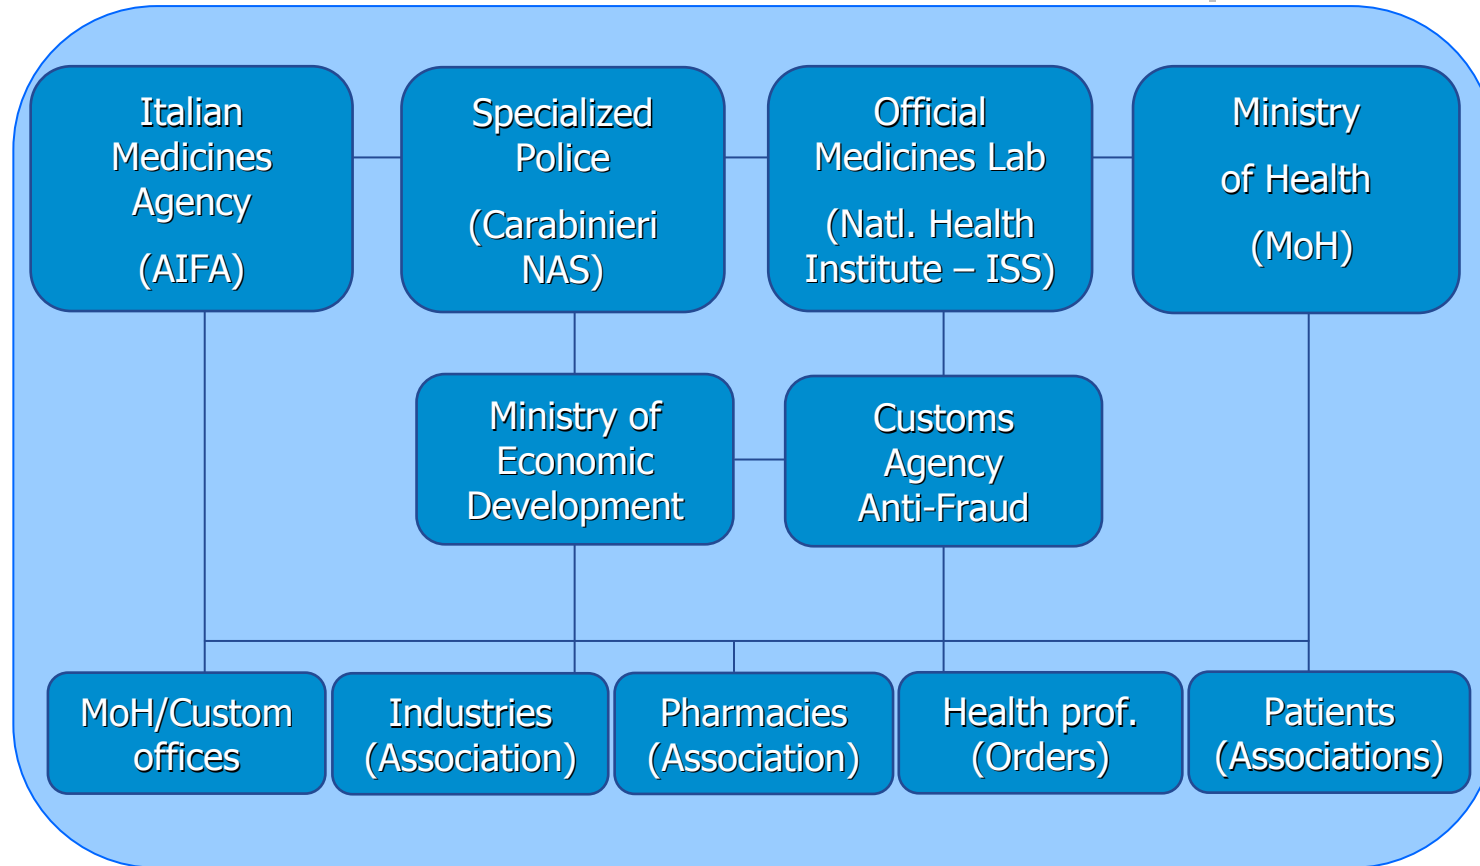 Italian
Medicines
Agency
(AIFA)
Specialized
Police
(Carabinieri
NAS)
Official
Medicines Lab
(Natl. Health
Institute – ISS)
Ministry
of Health
(MoH)
Ministry of
Economic
Development
Customs
Agency
Anti-Fraud
MoH/Custom
offices
Industries
(Association)
Pharmacies
(Association)
Health prof.
(Orders)
Patients
(Associations)